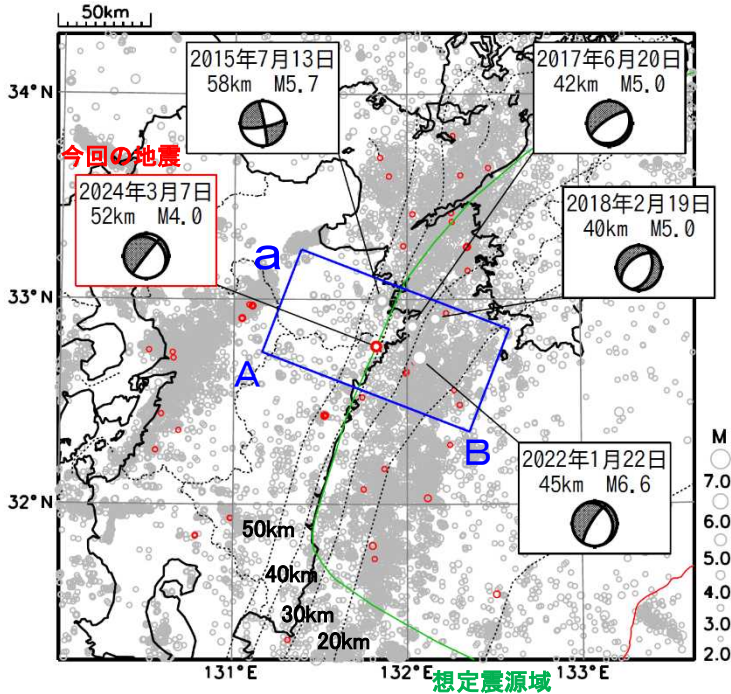 50km
2015年7月13日
58km M5.7
2017年6月20日
42km M5.0
34°N
今回の地震
2024年3月7日
52km M4.0
2018年2月19日
40km M5.0
a
33°N
A
B
2022年1月22日
45km M6.6
M
7.0
6.0
5.0
4.0
3.0
2.0
32°N
50km
40km
30km
20km
131°E
132°E
133°E
想定震源域